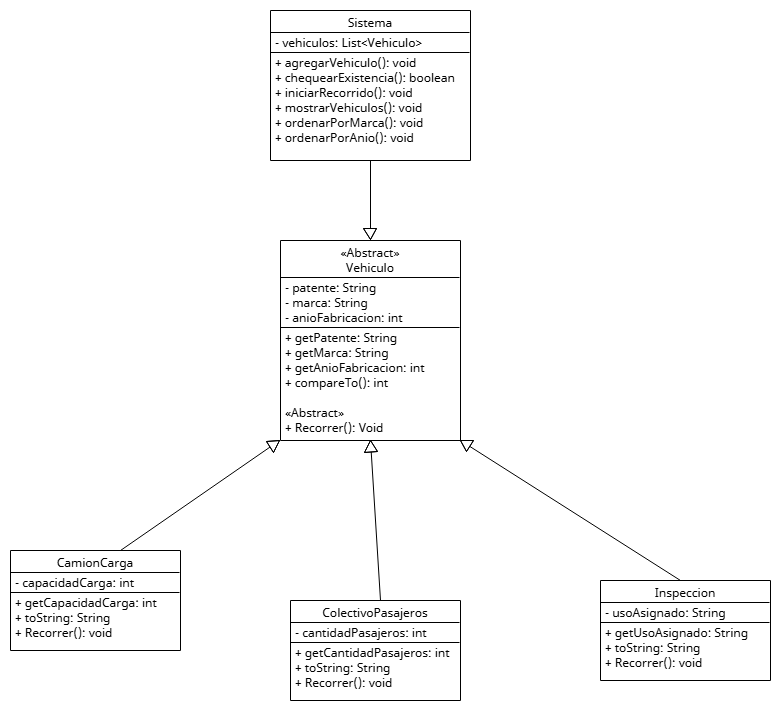 Sistema
- vehiculos: List<Vehiculo>
+ agregarVehiculo(): void
+ chequearExistencia(): boolean
+ iniciarRecorrido(): void
+ mostrarVehiculos(): void
+ ordenarPorMarca(): void
+ ordenarPorAnio(): void
«Abstract»
Vehiculo
- patente: String
- marca: String
- anioFabricacion: int
+ getPatente: String
+ getMarca: String
+ getAnioFabricacion: int
+ compareTo(): int
«Abstract»
+ Recorrer(): Void
CamionCarga
- capacidadCarga: int
+ getCapacidadCarga: int
+ toString: String
+ Recorrer(): void
ColectivoPasajeros
- cantidadPasajeros: int
+ getCantidadPasajeros: int
+ toString: String
+ Recorrer(): void
Inspeccion
- usoAsignado: String
+ getUsoAsignado: String
+ toString: String
+ Recorrer(): void